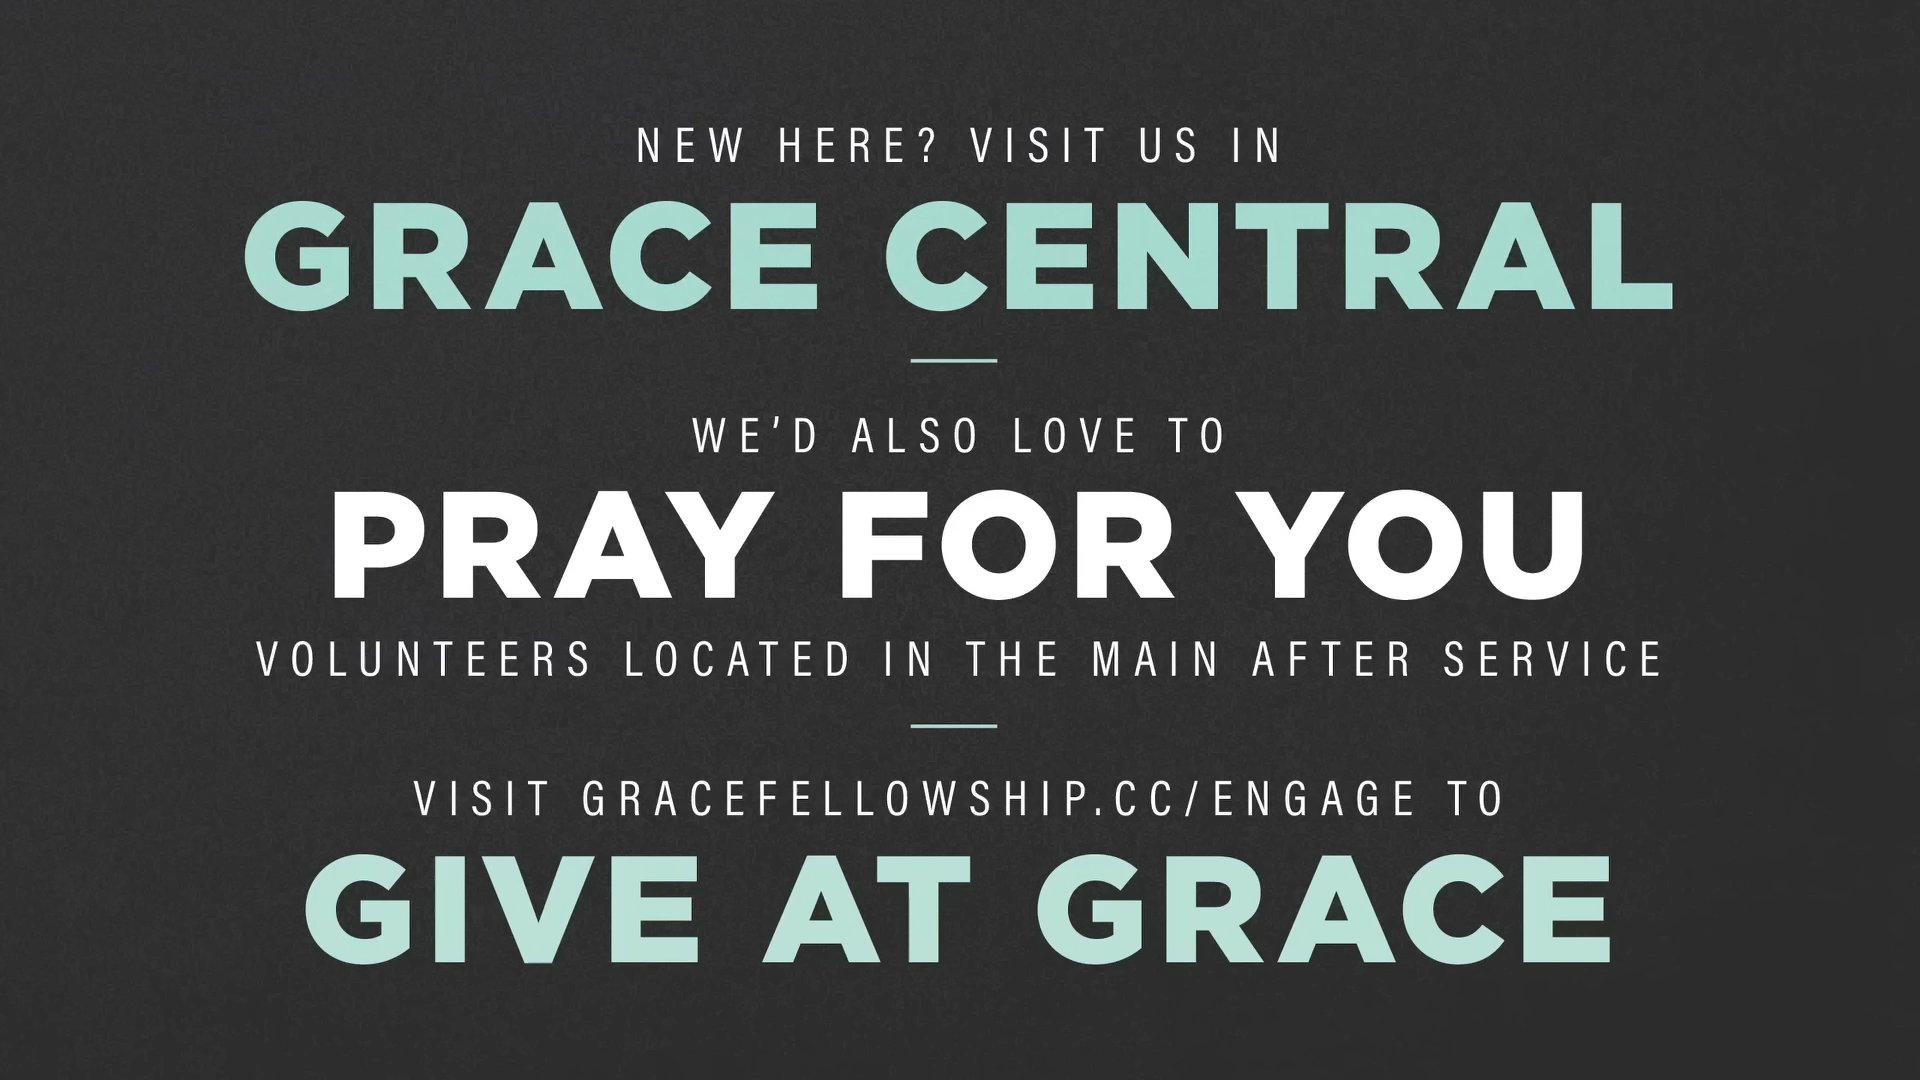 NEW HERE? VISIT US IN
GRACE CENTRAL
WE’D ALSO LOVE TO
PRAY FOR YOU
VOLUNTEERS LOCATED IN THE MAIN AFTER SERVICE
VISIT GRACEFELLOWSHIP.CC/ENGAGE TO
GIVE AT GRACE